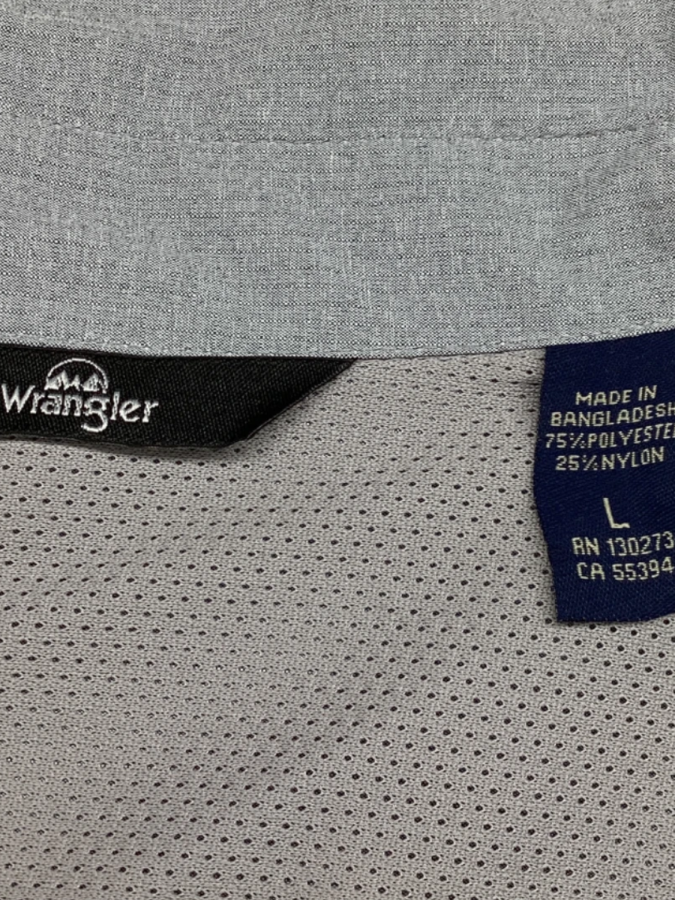 Wrangler
MADE IN
BANGLADESH
75%POLYESTER
25%NYLON
L
RN 130273
CA 55394